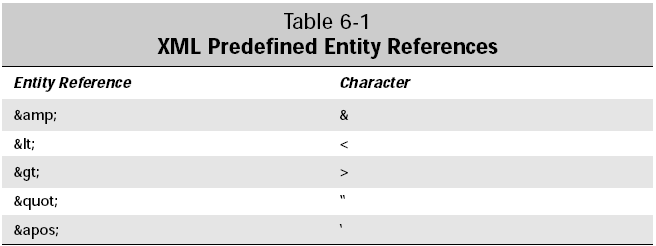 Table 6-1
XML Predefined Entity References
Entity Reference Character
&amp; &
&lt; <
&gt; >
&quot; “
&apos; ‘